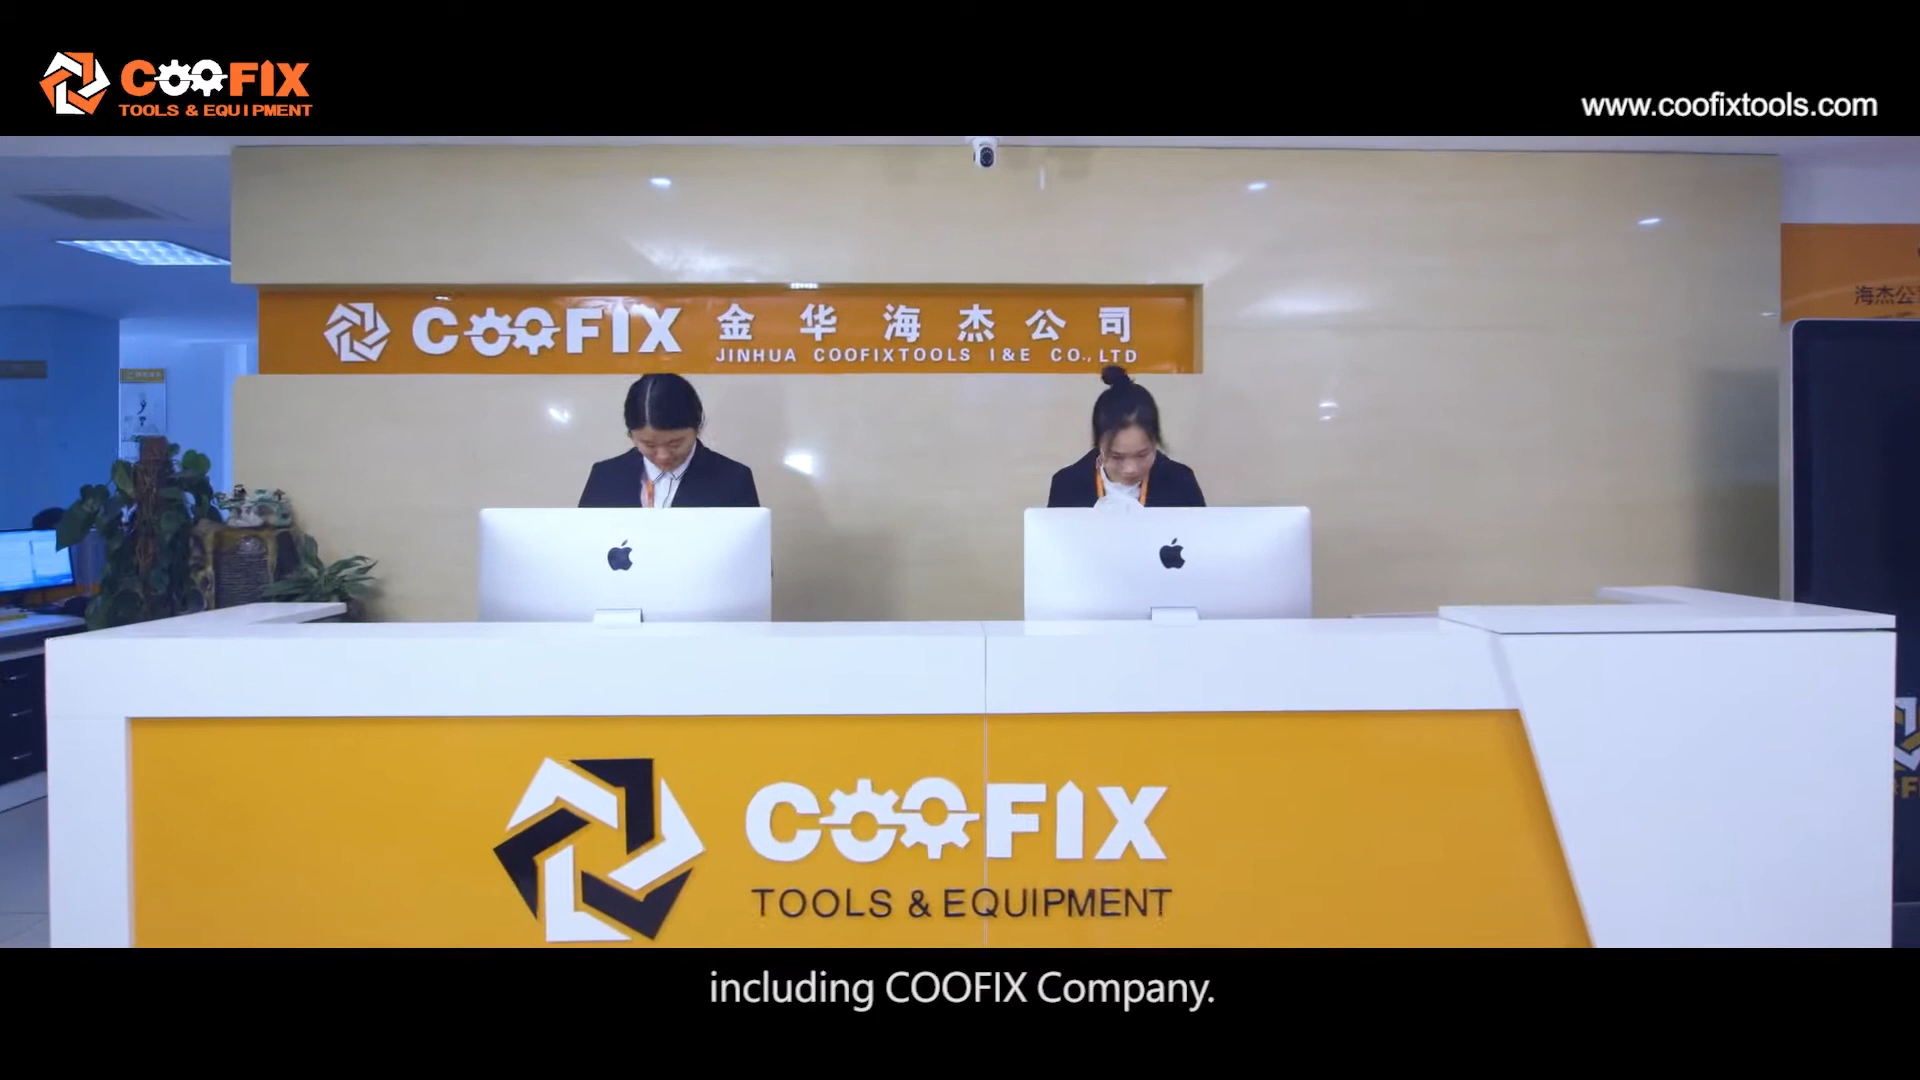 COOFIX
TOOLS & EQUIPMENT
www.coofixtools.com
COOFIX 金华海杰公司
JINHUA COOFIXTOOLS I&E CO.,LTD
海杰公
COOFIX
TOOLS & EQUIPMENT
including COOFIX Company.